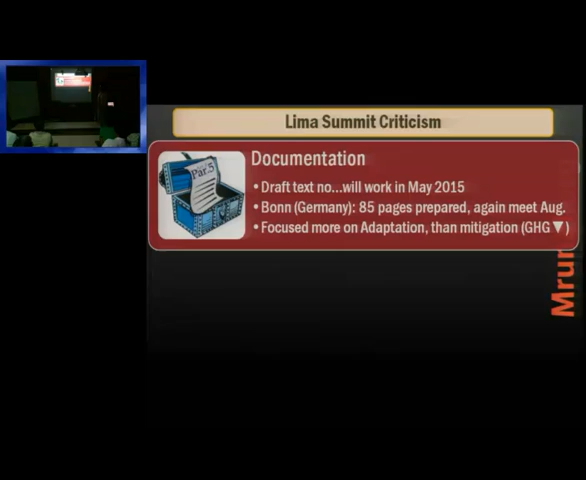 Lima Summit Criticism
Documentation
• Draft text no...will work in May 2015
• Bonn (Germany): 85 pages prepared, again meet Aug.
• Focused more on Adaptation, than mitigation (GHG▼)
Par.5
Mru